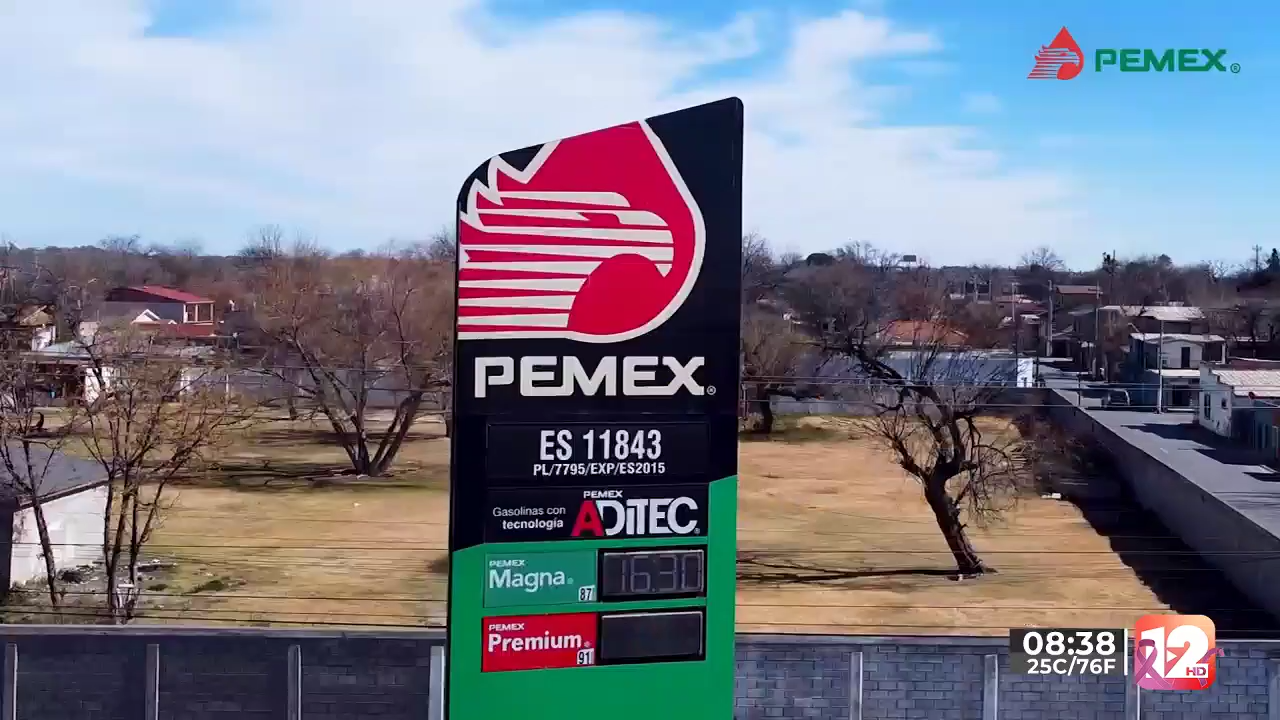 PEMEX®
PEMEX®
ES 11843
PL/7795/EXP/ES2015
Gasolinas con
tecnología
PEMEX
ADITEC®
PEMEX
Magna® 87
16.30
PEMEX
Premium® 91
08:38
25C/76F
12
HD